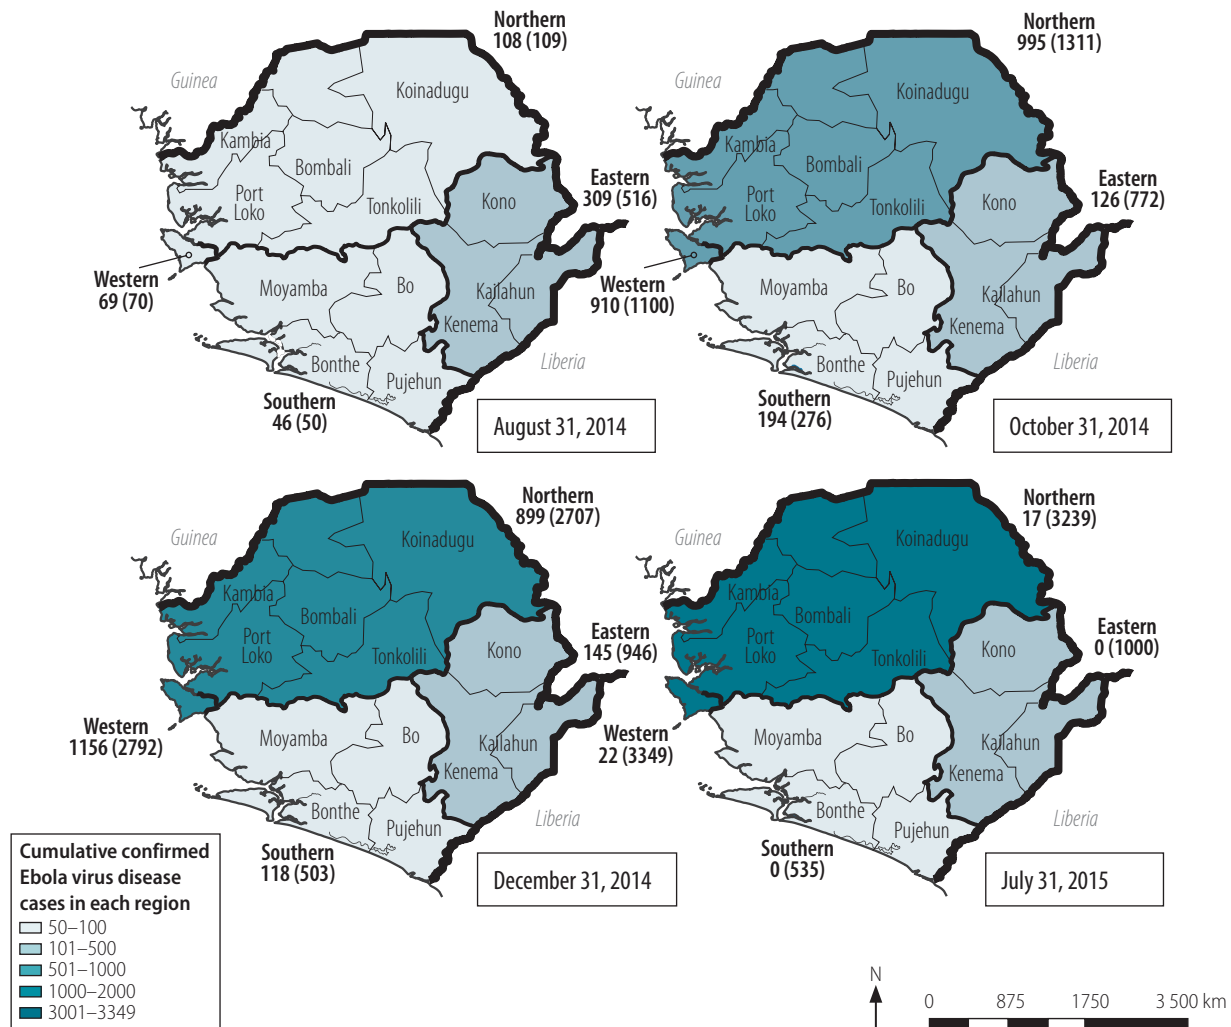 Northern
108 (109)
Guinea
Koinadugu
Kambia
Bombali
Port
Loko
Tonkolili
Eastern
309 (516)
Kono
Western
69 (70)
Moyamba
Bo
Kailahun
Kenema
Bonthe
Pujehun
Liberia
Southern
46 (50)
August 31, 2014
Northern
995 (1311)
Guinea
Koinadugu
Kambia
Bombali
Port
Loko
Tonkolili
Eastern
126 (772)
Kono
Western
910 (1100)
Moyamba
Bo
Kailahun
Kenema
Bonthe
Pujehun
Liberia
Southern
194 (276)
October 31, 2014
Northern
899 (2707)
Guinea
Koinadugu
Kambia
Bombali
Port
Loko
Tonkolili
Eastern
145 (946)
Kono
Western
1156 (2792)
Moyamba
Bo
Kailahun
Kenema
Bonthe
Pujehun
Liberia
Southern
118 (503)
December 31, 2014
Northern
17 (3239)
Guinea
Koinadugu
Kambia
Bombali
Port
Loko
Tonkolili
Eastern
0 (1000)
Kono
Western
22 (3349)
Moyamba
Bo
Kailahun
Kenema
Bonthe
Pujehun
Liberia
Southern
0 (535)
July 31, 2015
Cumulative confirmed
Ebola virus disease
cases in each region
50–100
101–500
501–1000
1000–2000
3001–3349
N
0 875 1750 3 500 km